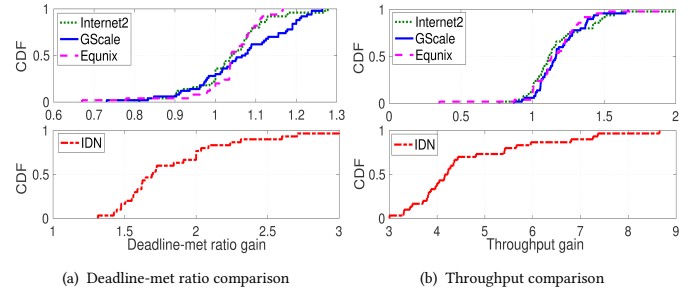 CDF
1
0.5
0
Internet2
GScale
Equnix
0.6 0.7 0.8 0.9 1 1.1 1.2 1.3
CDF
1
0.5
0
IDN
1 1.5 2 2.5 3
Deadline-met ratio gain
(a) Deadline-met ratio comparison
CDF
1
0.5
0
Internet2
GScale
Equnix
0 0.5 1 1.5 2
CDF
1
0.5
0
IDN
3 4 5 6 7 8 9
Throughput gain
(b) Throughput comparison